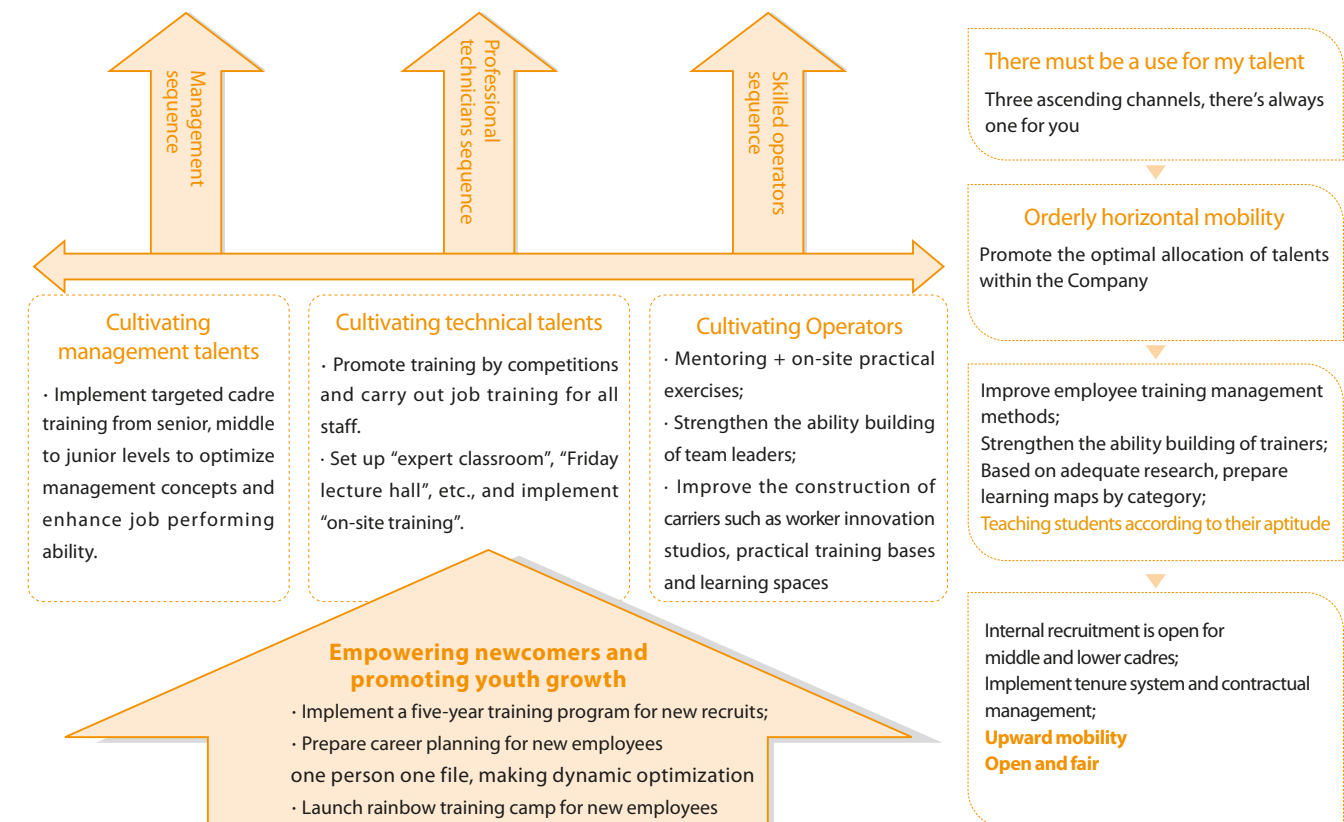 Management
sequence
Professional
technicians sequence
Skilled operators
sequence
Cultivating
management talents
· Implement targeted cadre
training from senior, middle
to junior levels to optimize
management concepts and
enhance job performing
ability.
Cultivating technical talents
· Promote training by competitions
and carry out job training for all
staff.
· Set up “expert classroom”, “Friday
lecture hall”, etc., and implement
“on-site training”.
Cultivating Operators
· Mentoring + on-site practical
exercises;
· Strengthen the ability building
of team leaders;
· Improve the construction of
carriers such as worker innovation
studios, practical training bases
and learning spaces
Empowering newcomers and
promoting youth growth
· Implement a five-year training program for new recruits;
· Prepare career planning for new employees
one person one file, making dynamic optimization
· Launch rainbow training camp for new employees
There must be a use for my talent
Three ascending channels, there’s always
one for you
Orderly horizontal mobility
Promote the optimal allocation of talents
within the Company
Improve employee training management
methods;
Strengthen the ability building of trainers;
Based on adequate research, prepare
learning maps by category;
Teaching students according to their aptitude
Internal recruitment is open for
middle and lower cadres;
Implement tenure system and contractual
management;
Upward mobility
Open and fair